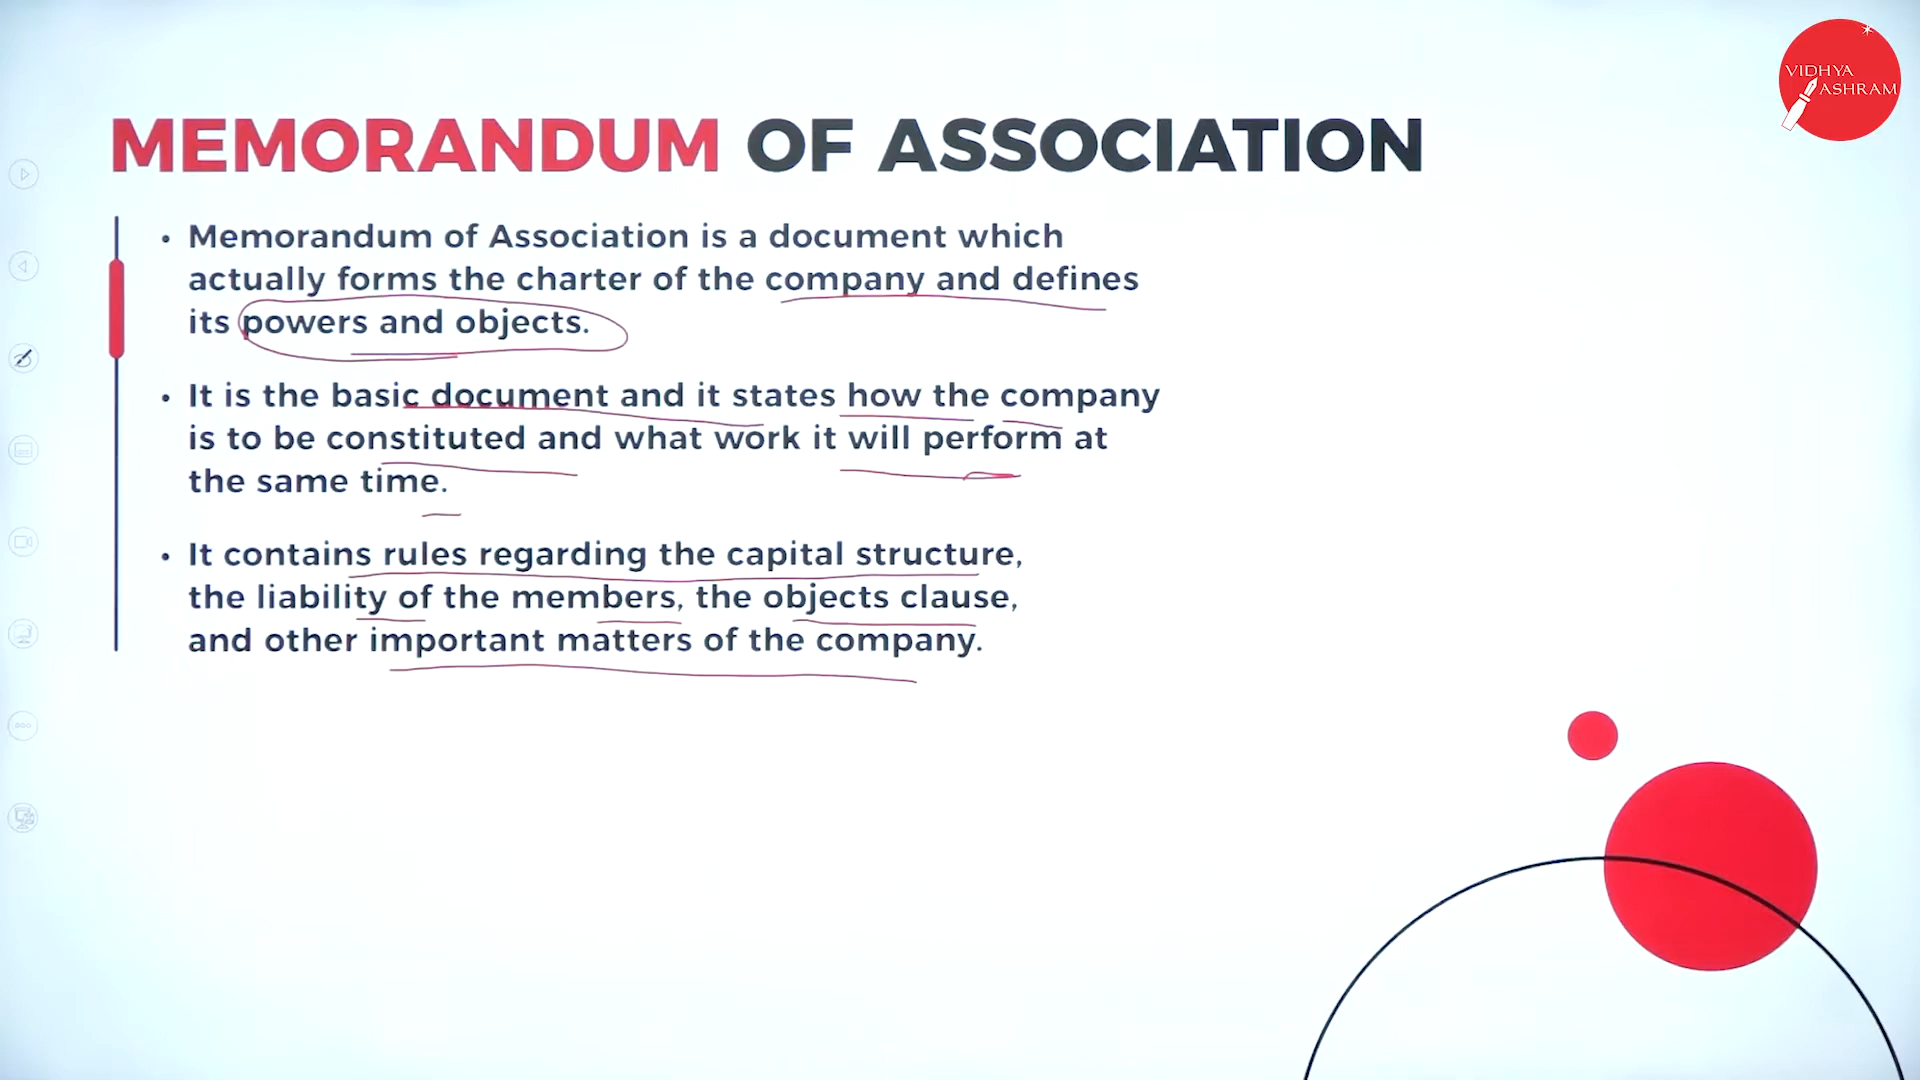 VIDHYA
ASHRAM
MEMORANDUM OF ASSOCIATION
• Memorandum of Association is a document which
actually forms the charter of the company and defines
its powers and objects.
• It is the basic document and it states how the company
is to be constituted and what work it will perform at
the same time.
• It contains rules regarding the capital structure,
the liability of the members, the objects clause,
and other important matters of the company.